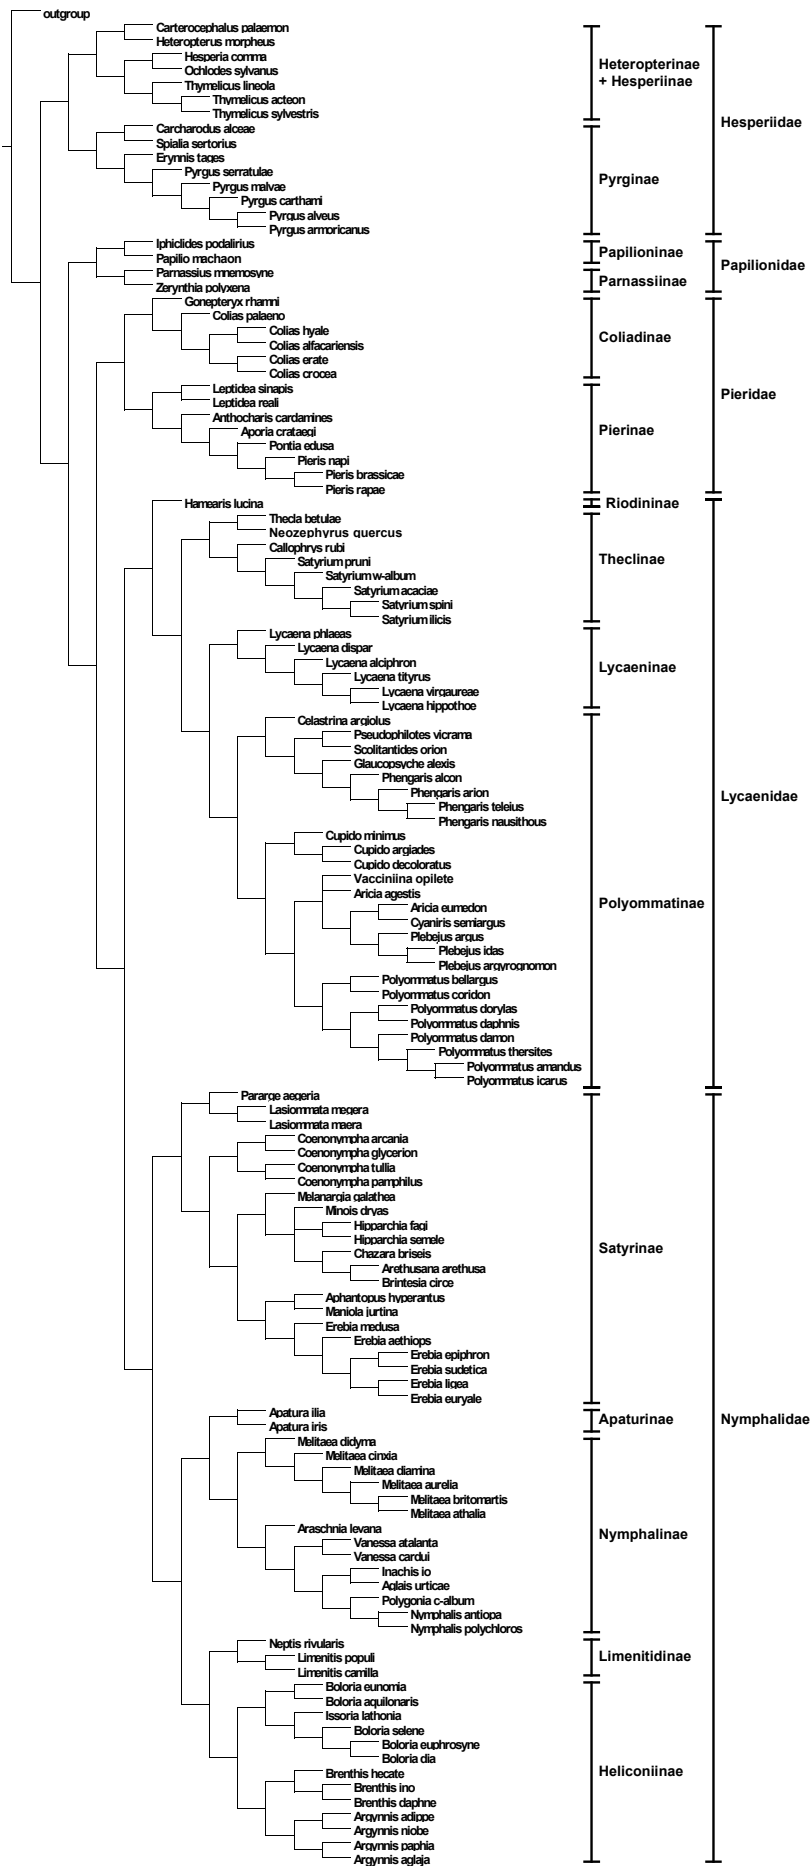 outgroup
Carterocephalus palaemon
Heteropterus morpheus
Hesperia comma
Ochlodes sylvanus
Thymelicus lineola
Thymelicus acteon
Thymelicus sylvestris
Heteropterinae
+ Hesperiinae
Hesperiidae
Carcharodus alceae
Spialia sertorius
Erynnis tages
Pyrgus serratulae
Pyrgus malvae
Pyrgus carthami
Pyrgus alveus
Pyrgus armoricanus
Pyrginae
Iphiclides podalirius
Papilio machaon
Papilioninae
Papilionidae
Parnassius mnemosyne
Zerynthia polyxena
Parnassiinae
Gonepteryx rhamni
Colias palaeno
Colias hyale
Colias alfacariensis
Colias erate
Colias crocea
Coliadinae
Pieridae
Leptidea sinapis
Leptidea reali
Anthocharis cardamines
Aporia crataegi
Pontia edusa
Pieris napi
Pieris brassicae
Pieris rapae
Pierinae
Hamearis lucina
Riodininae
Thecla betulae
Neozephyrus quercus
Callophrys rubi
Satyrium pruni
Satyrium w-album
Satyrium acaciae
Satyrium spini
Satyrium ilicis
Theclinae
Lycaena phlaeas
Lycaena dispar
Lycaena alciphron
Lycaena tityrus
Lycaena virgaureae
Lycaena hippothoe
Lycaeninae
Celastrina argiolus
Pseudophilotes vicrama
Scolitantides orion
Glaucopsyche alexis
Phengaris alcon
Phengaris arion
Phengaris teleius
Phengaris nausithous
Lycaenidae
Cupido minimus
Cupido argiades
Cupido decoloratus
Vacciniina opilete
Aricia agestis
Aricia eumedon
Cyaniris semiargus
Plebejus argus
Plebejus idas
Plebejus argyrognomon
Polyommatinae
Polyommatus bellargus
Polyommatus coridon
Polyommatus dorylas
Polyommatus daphnis
Polyommatus damon
Polyommatus thersites
Polyommatus amandus
Polyommatus icarus
Pararge aegeria
Lasiommata megera
Lasiommata maera
Coenonympha arcania
Coenonympha glycerion
Coenonympha tullia
Coenonympha pamphilus
Melanargia galathea
Minois dryas
Hipparchia fagi
Hipparchia semele
Chazara briseis
Arethusana arethusa
Brintesia circe
Satyrinae
Aphantopus hyperantus
Maniola jurtina
Erebia medusa
Erebia aethiops
Erebia epiphron
Erebia sudetica
Erebia ligea
Erebia euryale
Apatura ilia
Apatura iris
Apaturinae
Nymphalidae
Melitaea didyma
Melitaea cinxia
Melitaea diamina
Melitaea aurelia
Melitaea britomartis
Melitaea athalia
Araschnia levana
Vanessa atalanta
Vanessa cardui
Inachis io
Aglais urticae
Polygonia c-album
Nymphalis antiopa
Nymphalis polychloros
Nymphalinae
Neptis rivularis
Limenitis populi
Limenitis camilla
Limenitidinae
Boloria eunomia
Boloria aquilonaris
Issoria lathonia
Boloria selene
Boloria euphrosyne
Boloria dia
Brenthis hecate
Brenthis ino
Brenthis daphne
Argynnis adippe
Argynnis niobe
Argynnis paphia
Argynnis aglaja
Heliconiinae